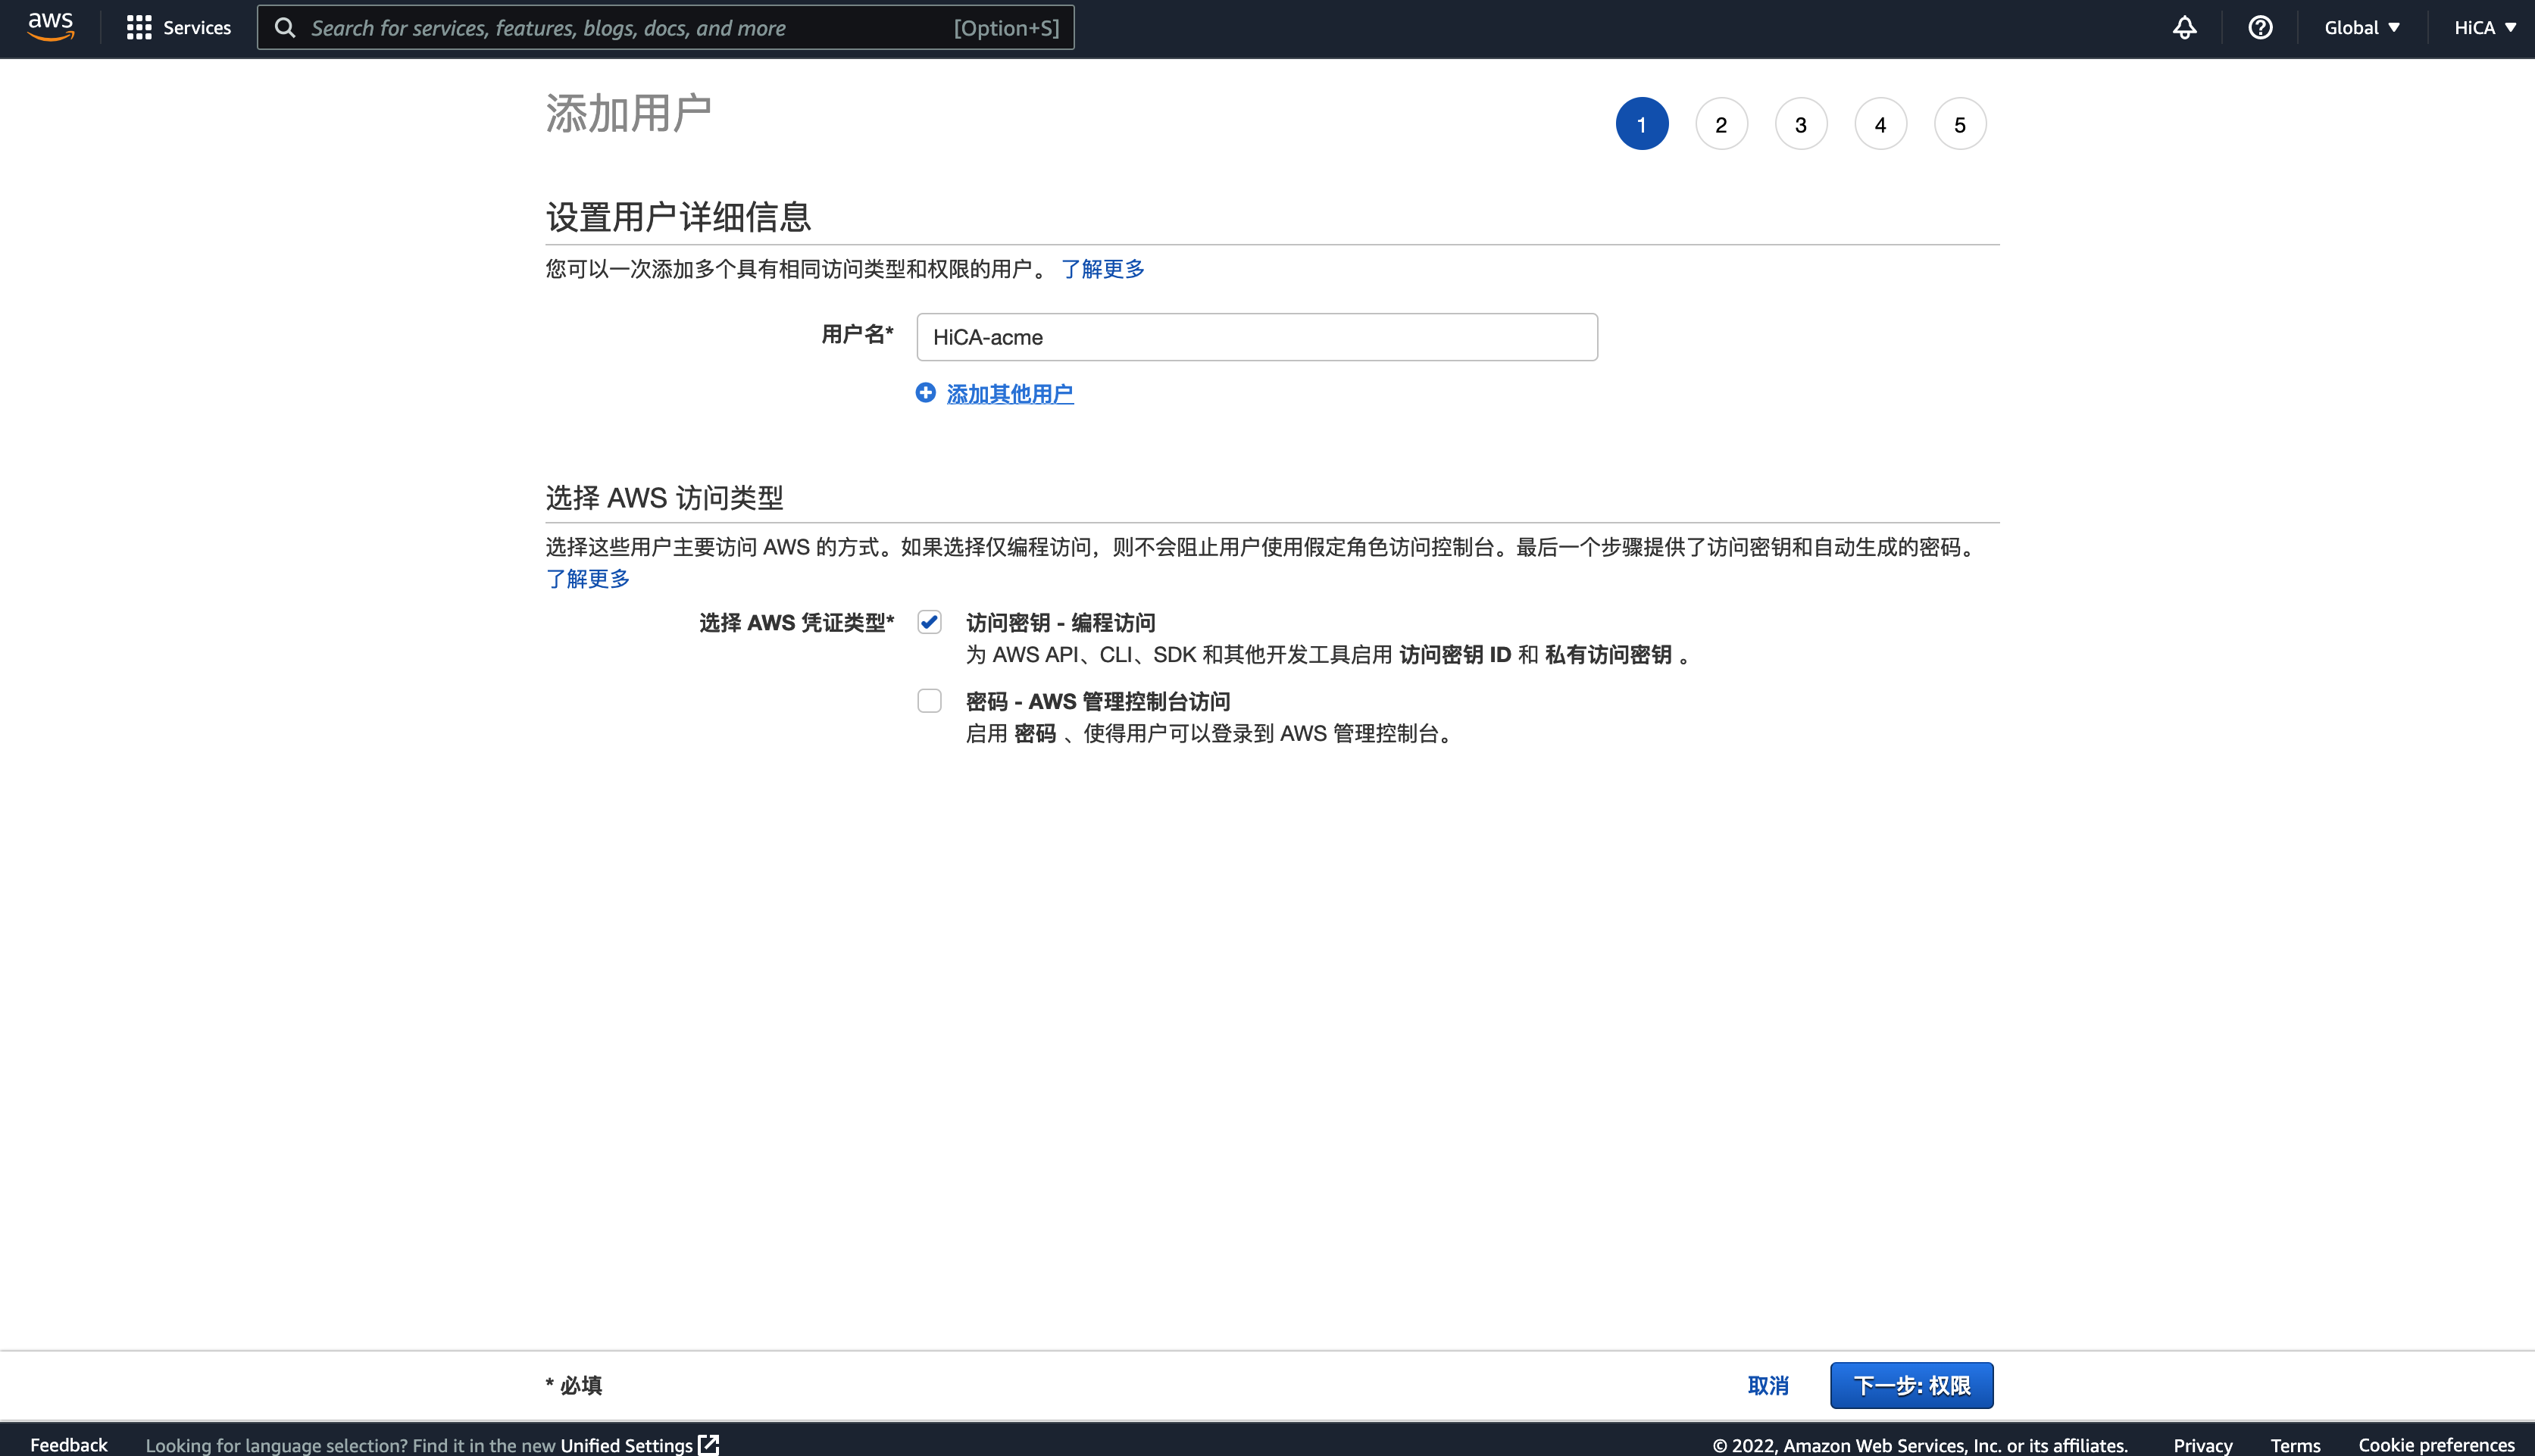 aws Services Search for services, features, blogs, docs, and more [Option+S] Global HiCA
添加用户 1 2 3 4 5
设置用户详细信息
您可以一次添加多个具有相同访问类型和权限的用户。 了解更多
用户名* HiCA-acme
添加其他用户
选择 AWS 访问类型
选择这些用户主要访问 AWS 的方式。如果选择仅编程访问，则不会阻止用户使用假定角色访问控制台。最后一个步骤提供了访问密钥和自动生成的密码。
了解更多
选择 AWS 凭证类型* 访问密钥 - 编程访问
为 AWS API、CLI、SDK 和其他开发工具启用 访问密钥 ID 和 私有访问密钥 。
密码 - AWS 管理控制台访问
启用 密码 、使得用户可以登录到 AWS 管理控制台。
* 必填 取消 下一步: 权限
Feedback Looking for language selection? Find it in the new Unified Settings © 2022, Amazon Web Services, Inc. or its affiliates. Privacy Terms Cookie preferences